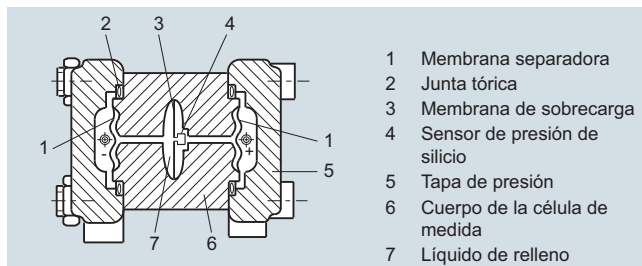 2 3 4
1 1
- +
5
7 6
1 Membrana separadora
2 Junta tórica
3 Membrana de sobrecarga
4 Sensor de presión de
silicio
5 Tapa de presión
6 Cuerpo de la célula de
medida
7 Líquido de relleno